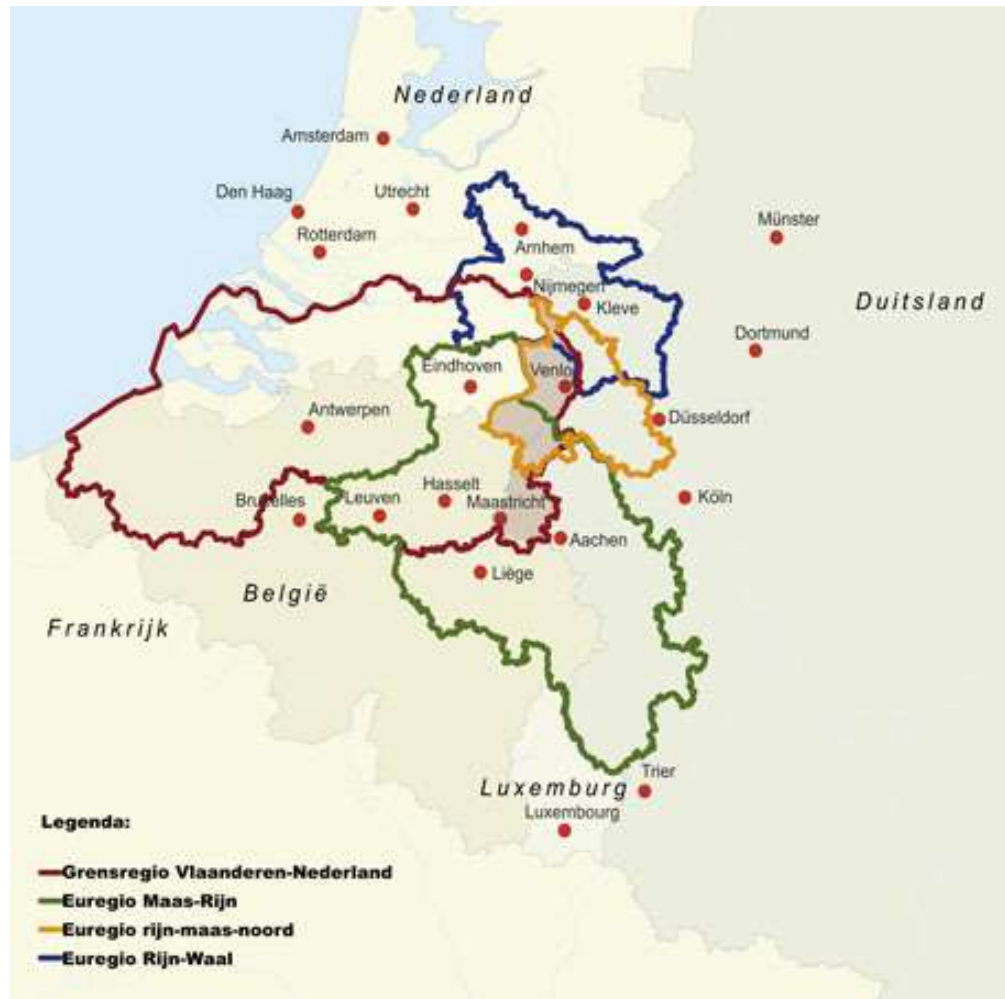 Nederland
Amsterdam
Den Haag
Utrecht
Rotterdam
Arnhem
Münster
Nijmegen
Kleve
Duitsland
Dortmund
Eindhoven
Venlo
Antwerpen
Düsseldorf
Bruxelles
Leuven
Hasselt
Maastricht
Köln
Aachen
Liège
België
Frankrijk
Trier
Luxemburg
Luxembourg
Legenda:
Grensregio Vlaanderen-Nederland
Euregio Maas-Rijn
Euregio rijn-maas-noord
Euregio Rijn-Waal